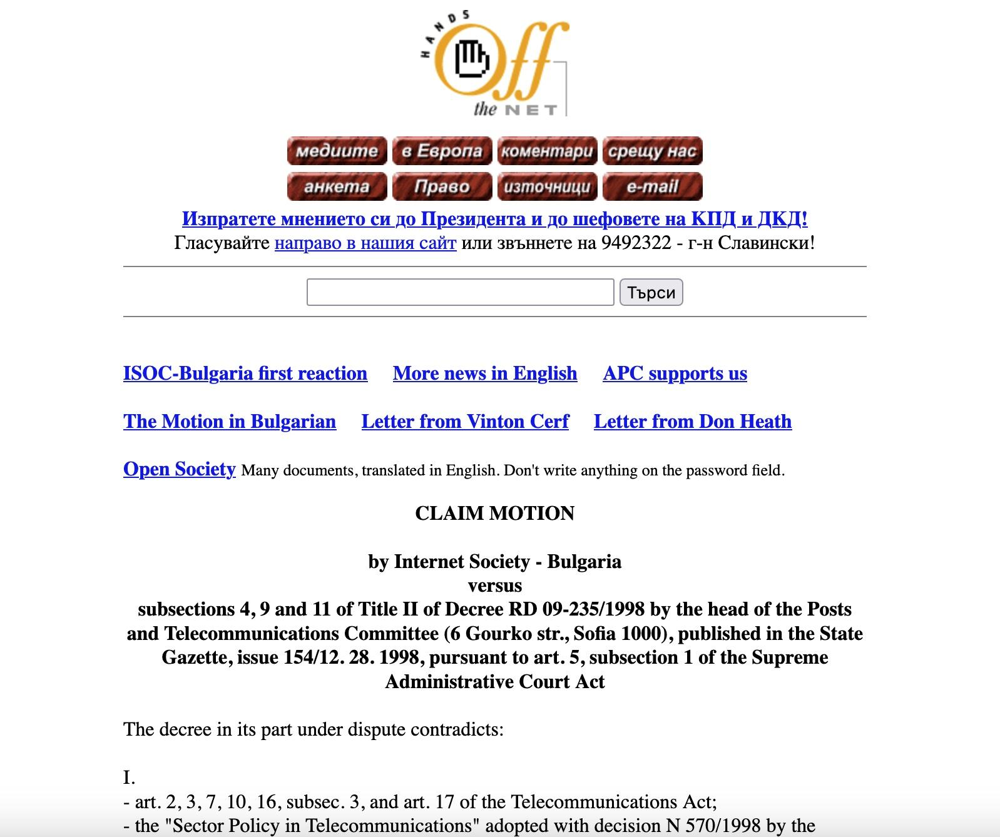 HANDS
Off
the NET
медиите в Европа коментари срещу нас
анкета Право източници e-mail
Изпратете мнението си до Президента и до шефовете на КПД и ДКД!
Гласувайте направо в нашия сайт или звъннете на 9492322 - г-н Славински!
Търси
ISOC-Bulgaria first reaction More news in English APC supports us
The Motion in Bulgarian Letter from Vinton Cerf Letter from Don Heath
Open Society Many documents, translated in English. Don't write anything on the password field.
CLAIM MOTION
by Internet Society - Bulgaria
versus
subsections 4, 9 and 11 of Title II of Decree RD 09-235/1998 by the head of the Posts
and Telecommunications Committee (6 Gourko str., Sofia 1000), published in the State
Gazette, issue 154/12. 28. 1998, pursuant to art. 5, subsection 1 of the Supreme
Administrative Court Act
The decree in its part under dispute contradicts:
I.
- art. 2, 3, 7, 10, 16, subsec. 3, and art. 17 of the Telecommunications Act;
- the "Sector Policy in Telecommunications" adopted with decision N 570/1998 by the